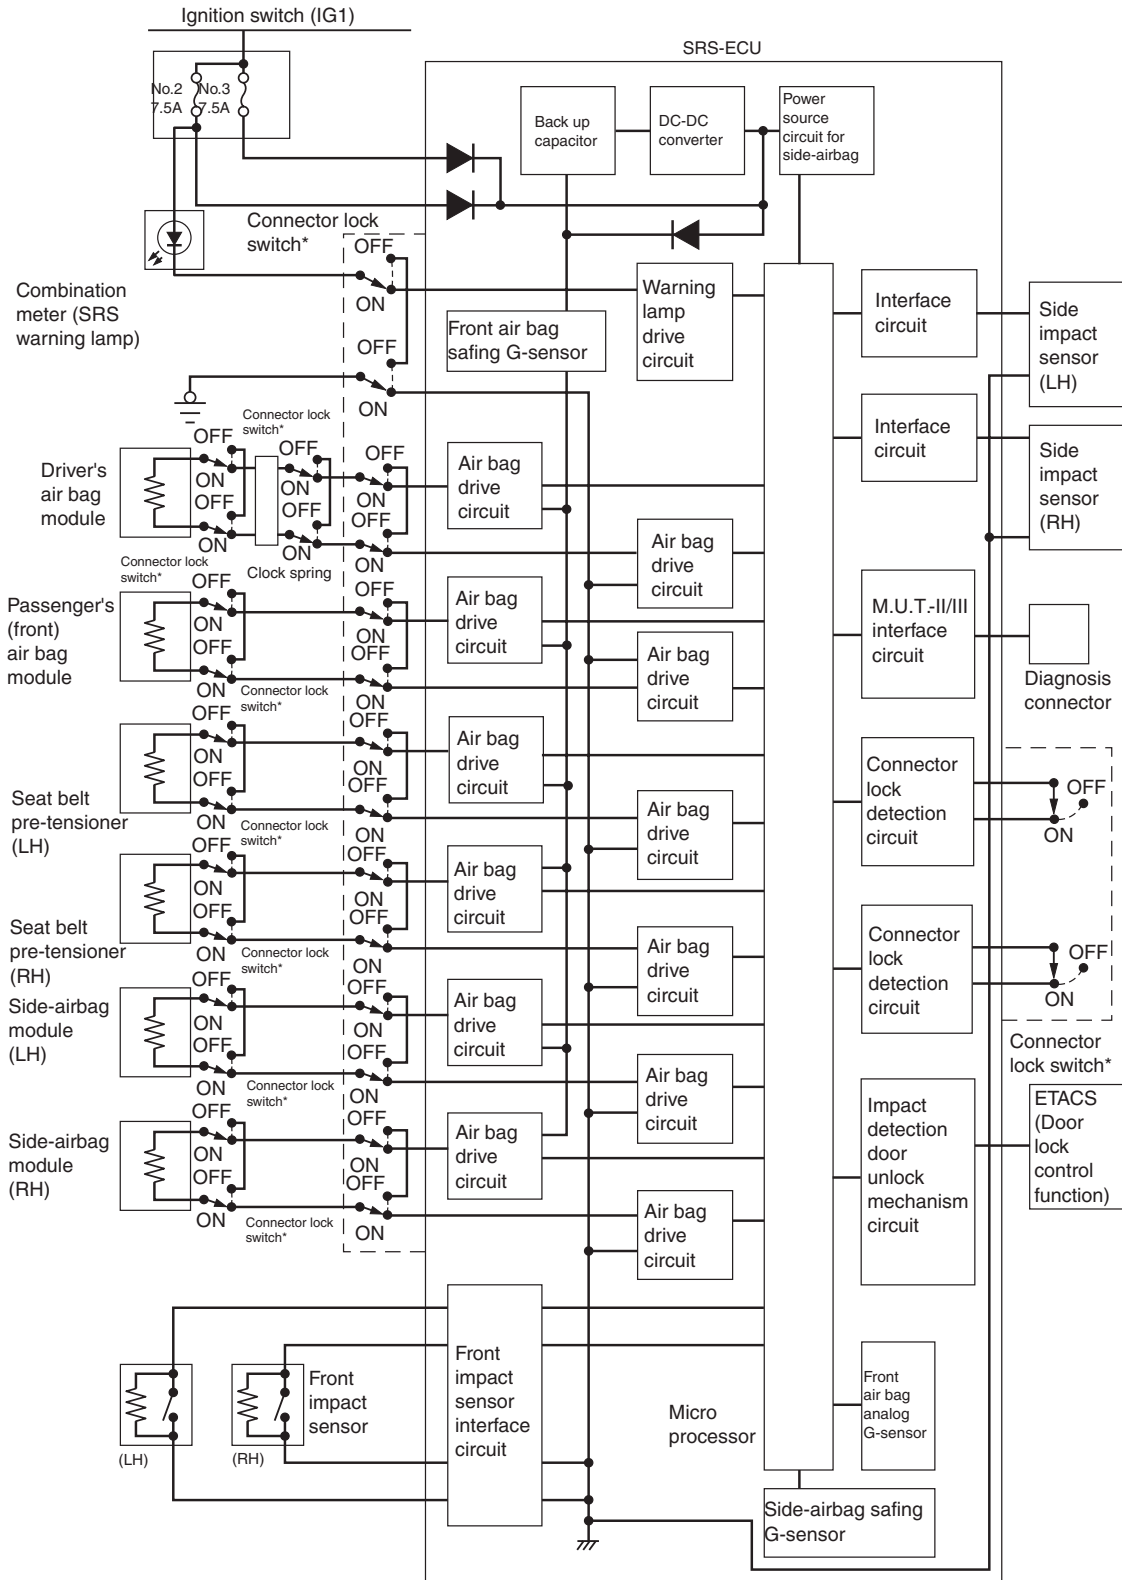 Ignition switch (IG1)
SRS-ECU
No.2
7.5A
No.3
7.5A
Back up
capacitor
DC-DC
converter
Power
source
circuit for
side-airbag
Connector lock
switch*
OFF
ON
OFF
ON
Combination
meter (SRS
warning lamp)
Front air bag
safing G-sensor
Warning
lamp
drive
circuit
Interface
circuit
Side
impact
sensor
(LH)
Interface
circuit
Side
impact
sensor
(RH)
Connector lock
switch*
Driver's
air bag
module
OFF
ON
OFF
ON
OFF
ON
OFF
ON
Clock spring
OFF
ON
OFF
ON
Air bag
drive
circuit
Air bag
drive
circuit
Connector lock
switch*
Passenger's
(front)
air bag
module
OFF
ON
OFF
ON
OFF
ON
OFF
ON
Air bag
drive
circuit
Air bag
drive
circuit
M.U.T.-II/III
interface
circuit
Diagnosis
connector
Connector lock
switch*
Seat belt
pre-tensioner
(LH)
OFF
ON
OFF
ON
OFF
ON
OFF
ON
Air bag
drive
circuit
Air bag
drive
circuit
Connector
lock
detection
circuit
OFF
ON
Connector lock
switch*
Seat belt
pre-tensioner
(RH)
OFF
ON
OFF
ON
OFF
ON
OFF
ON
Air bag
drive
circuit
Air bag
drive
circuit
Connector
lock
detection
circuit
OFF
ON
Connector
lock switch*
Connector lock
switch*
Side-airbag
module
(LH)
OFF
ON
OFF
ON
OFF
ON
OFF
ON
Air bag
drive
circuit
Air bag
drive
circuit
Connector lock
switch*
Side-airbag
module
(RH)
OFF
ON
OFF
ON
OFF
ON
OFF
ON
Air bag
drive
circuit
Air bag
drive
circuit
Connector lock
switch*
Impact
detection
door
unlock
mechanism
circuit
ETACS
(Door
lock
control
function)
(LH)
(RH)
Front
impact
sensor
Front
impact
sensor
interface
circuit
Micro
processor
Front
air bag
analog
G-sensor
Side-airbag safing
G-sensor